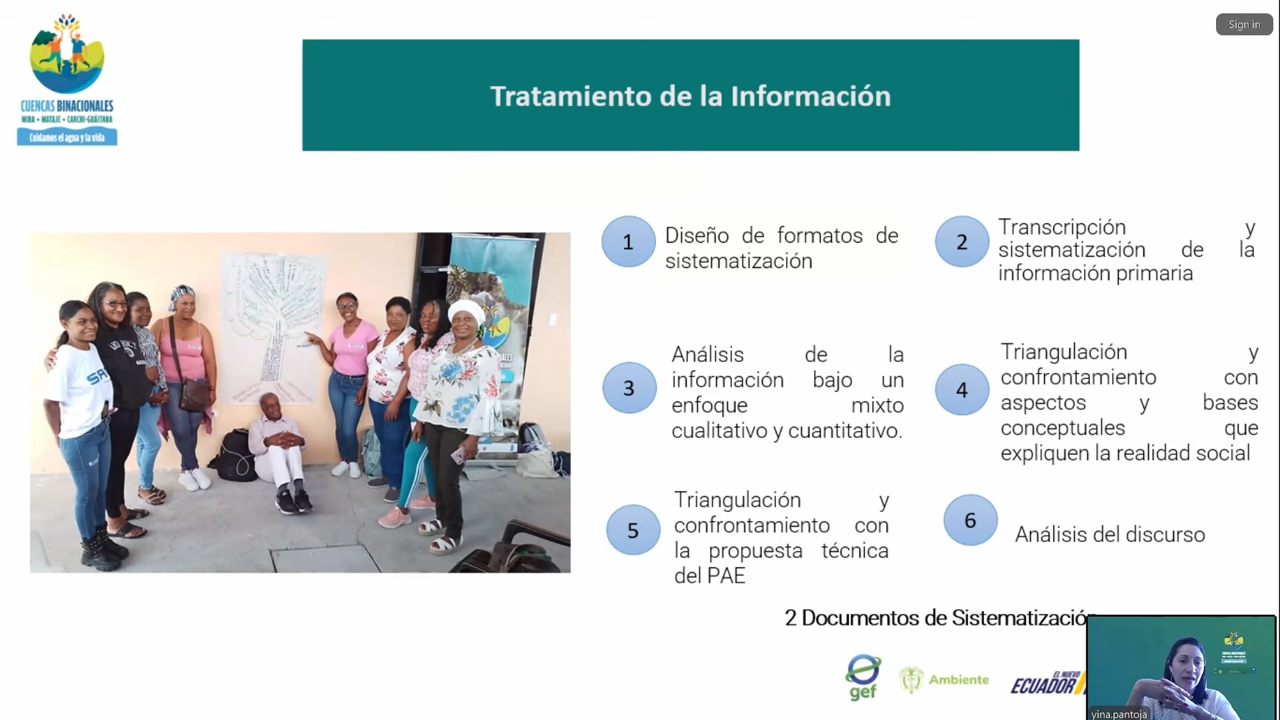 Sign in
CUENCAS BINACIONALES
MIRA • MATAJE • CARCHI-GUÁITARA
Cuidamos el agua y la vida
Tratamiento de la Información
1
Diseño de formatos de
sistematización
2
Transcripción y
sistematización de la
información primaria
3
Análisis de la
información bajo un
enfoque mixto
cualitativo y cuantitativo.
4
Triangulación y
confrontamiento con
aspectos y bases
conceptuales que
expliquen la realidad social
5
Triangulación y
confrontamiento con
la propuesta técnica
del PAE
6
Análisis del discurso
2 Documentos de Sistematización
gef
Ambiente
EL NUEVO
ECUADOR
yina.pantoja